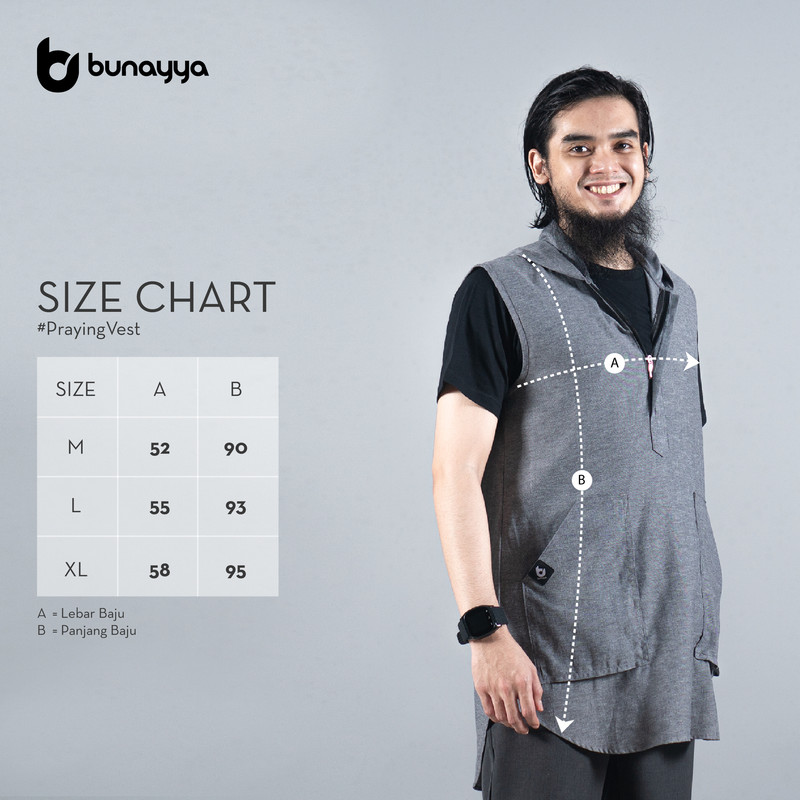 bunayya
SIZE CHART
#PrayingVest
SIZE A B
M 52 90
L 55 93
XL 58 95
A = Lebar Baju
B = Panjang Baju
A
B